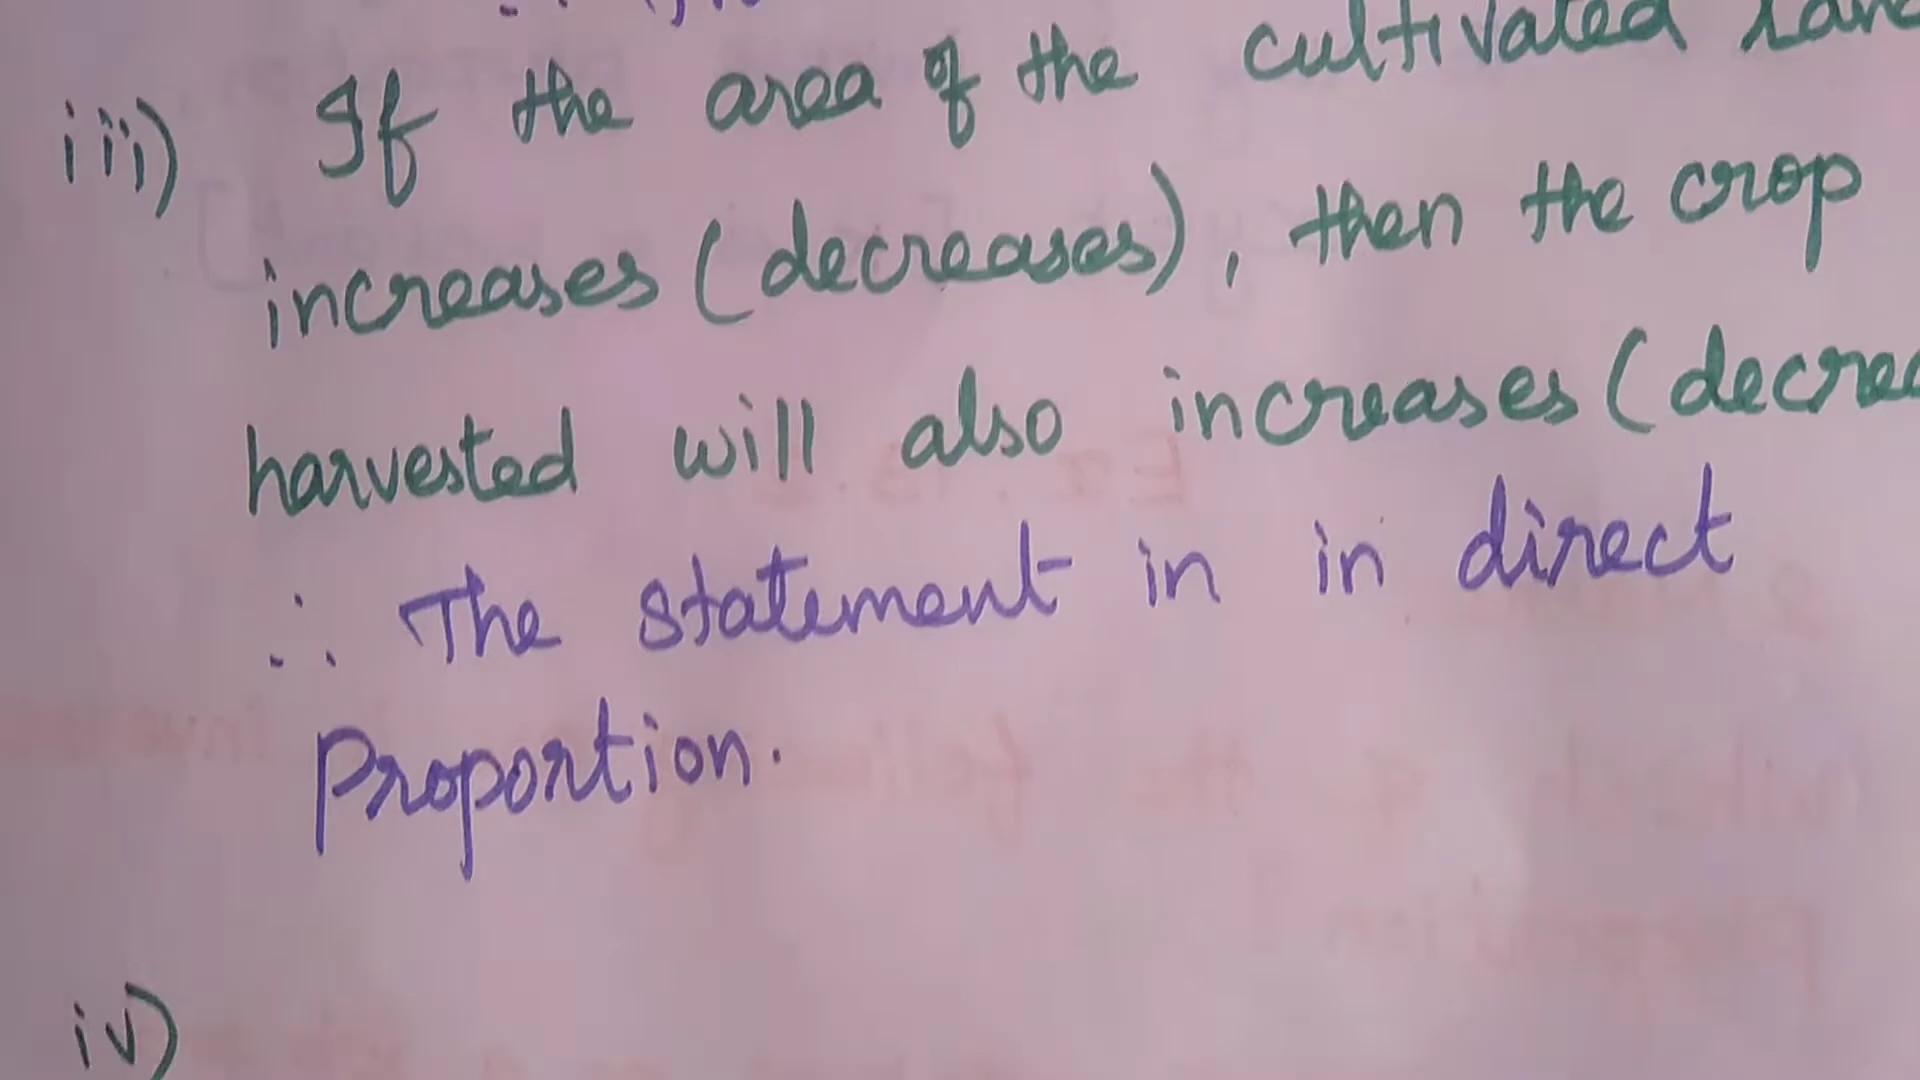 iii) If the area of the cultivated
increases (decreases), then the crop
harvested will also increases (decrea
∴ The statement in in direct
Proportion.
iv)